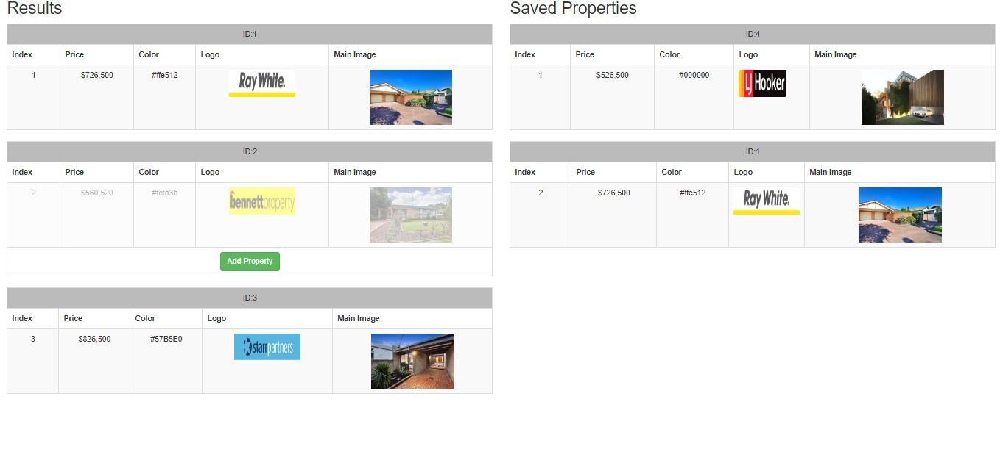 Results
ID:1
Index Price Color Logo Main Image
1 $726,500 #ffe512 Ray White.
ID:2
Index Price Color Logo Main Image
2 $560,520 #fcfa3b bennettproperty
Add Property
ID:3
Index Price Color Logo Main Image
3 $826,500 #57B5E0 starrpartners
Saved Properties
ID:4
Index Price Color Logo Main Image
1 $526,500 #000000 LJ Hooker
ID:1
Index Price Color Logo Main Image
2 $726,500 #ffe512 Ray White.